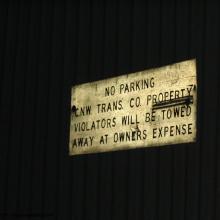 NO PARKING
CNW TRANS. CO. PROPERTY
VIOLATORS WILL BE TOWED
AWAY AT OWNERS EXPENSE